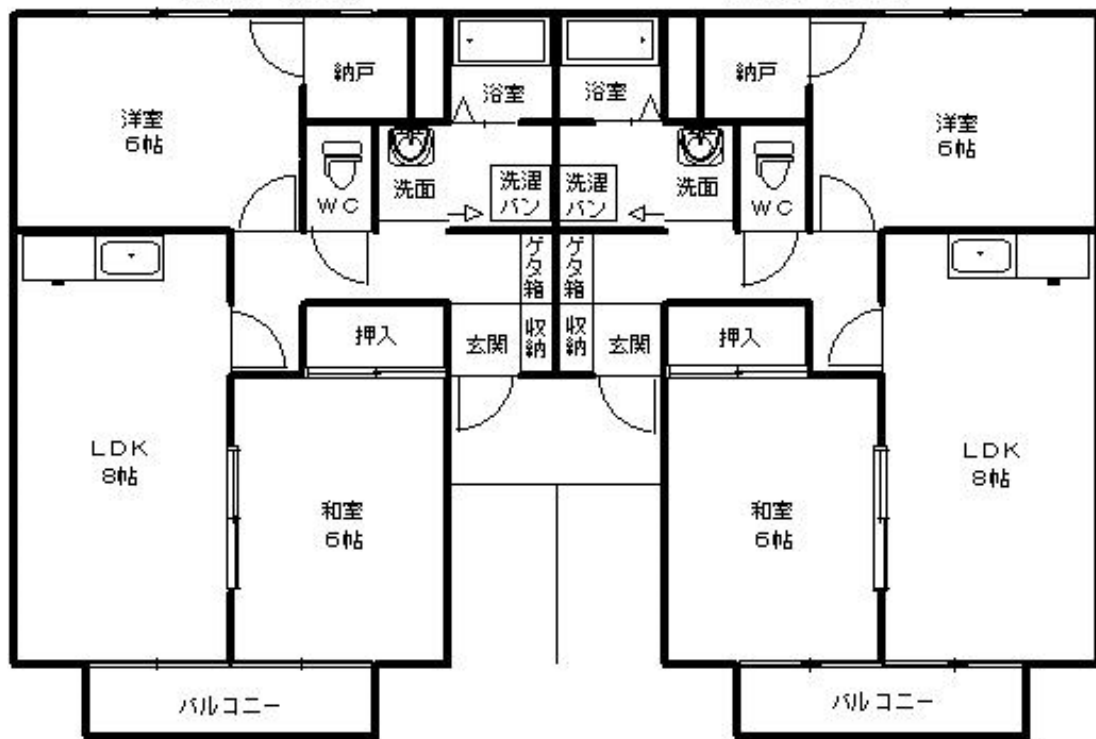 納戸
浴室
浴室
納戸
洋室
6帖
洋室
6帖
WC
洗面
洗濯
パン
洗濯
パン
洗面
WC
ゲタ箱
ゲタ箱
押入
玄関
収納
収納
玄関
押入
LDK
8帖
和室
6帖
和室
6帖
LDK
8帖
バルコニー
バルコニー